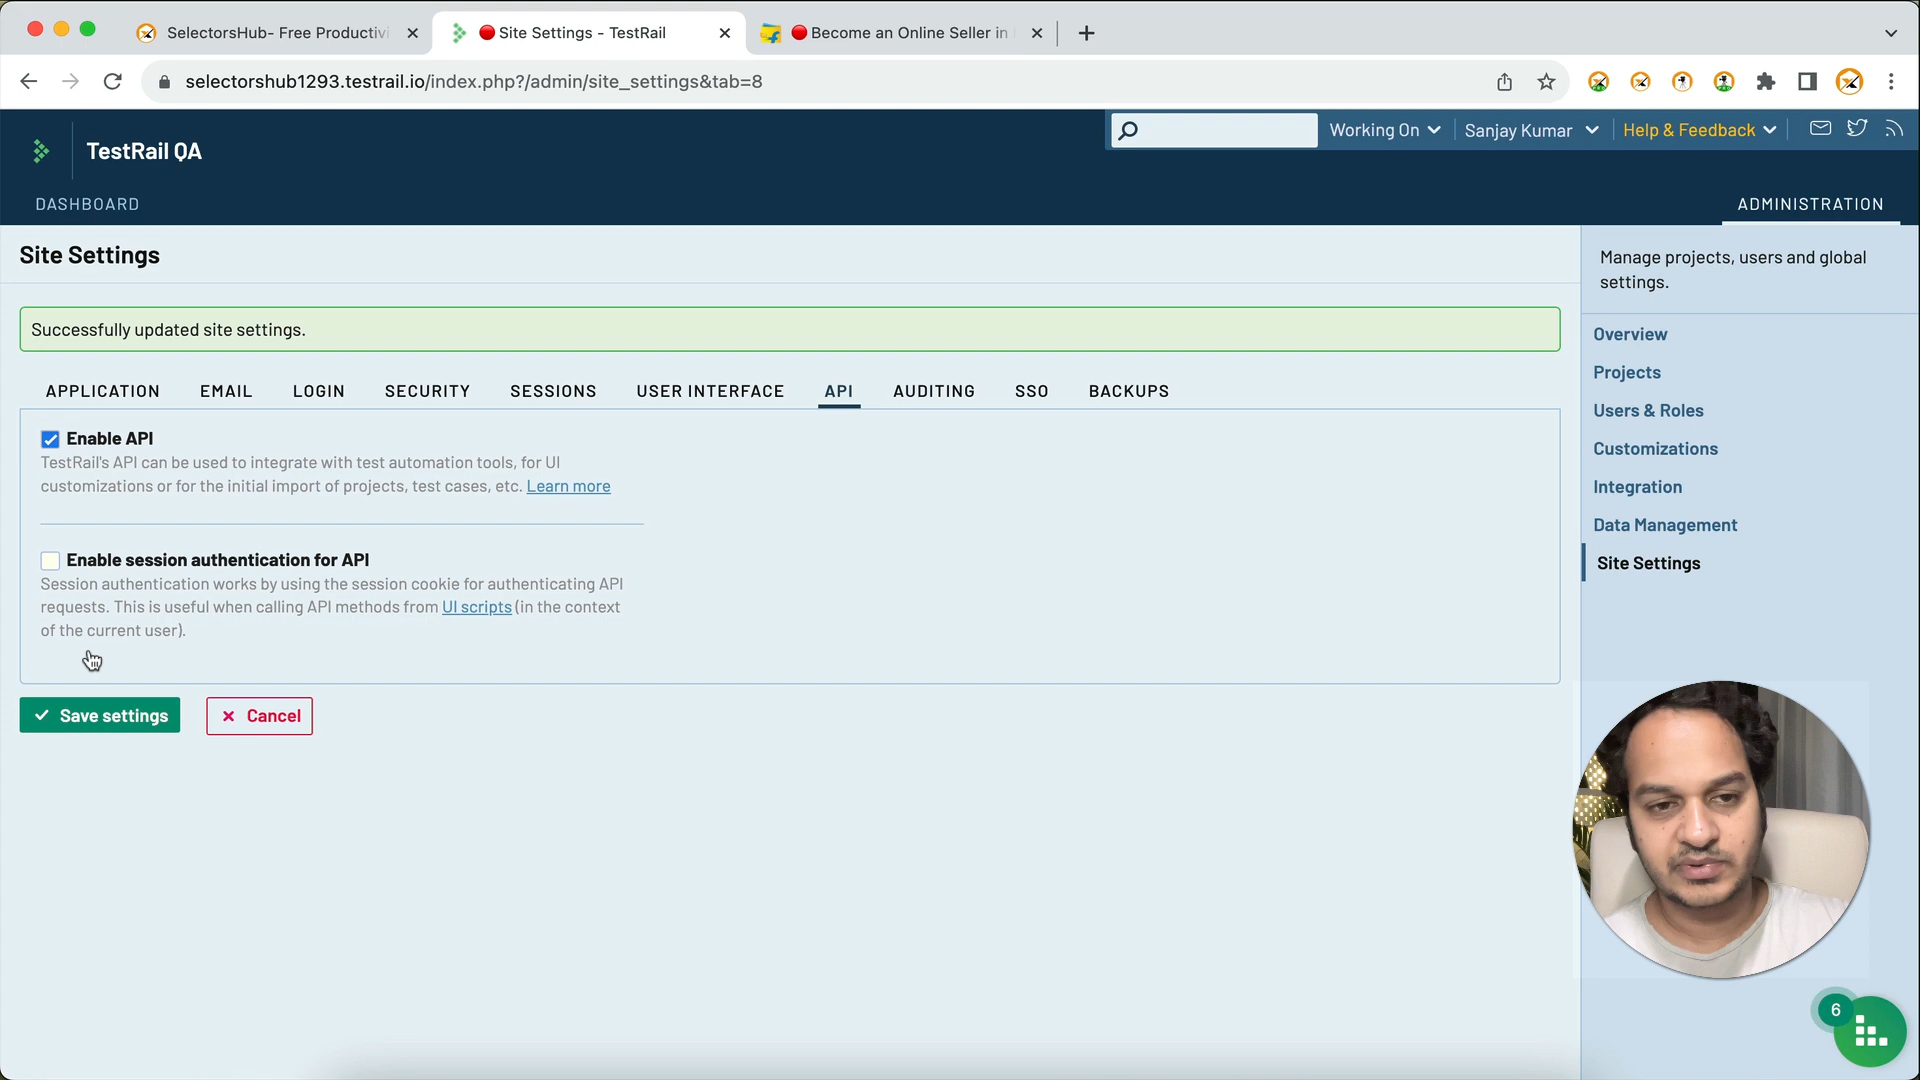 SelectorsHub- Free Productivi
Site Settings - TestRail
Become an Online Seller in
selectorshub1293.testrail.io/index.php?/admin/site_settings&tab=8
TestRail QA
Working On
Sanjay Kumar
Help & Feedback
DASHBOARD
ADMINISTRATION
Site Settings
Manage projects, users and global
settings.
Successfully updated site settings.
Overview
Projects
Users & Roles
Customizations
Integration
Data Management
Site Settings
APPLICATION EMAIL LOGIN SECURITY SESSIONS USER INTERFACE API AUDITING SSO BACKUPS
Enable API
TestRail's API can be used to integrate with test automation tools, for UI
customizations or for the initial import of projects, test cases, etc. Learn more
Enable session authentication for API
Session authentication works by using the session cookie for authenticating API
requests. This is useful when calling API methods from UI scripts (in the context
of the current user).
Save settings
Cancel
6